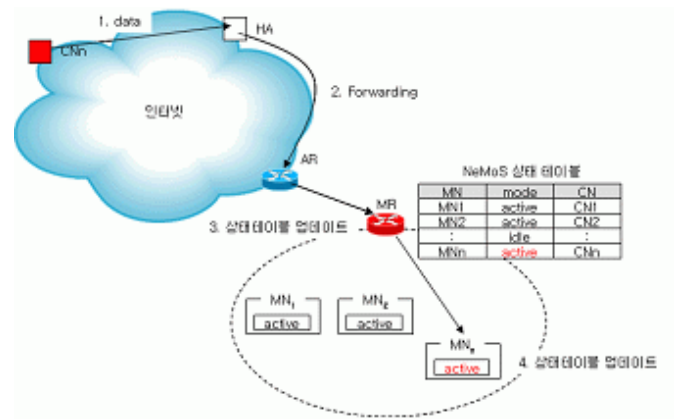 1. data
HA
CNn
2. Forwarding
인터넷
AR
NeMoS 상태 테이블
MN mode CN
MN1 active CN1
MN2 active CN2
: idle :
MNn active CNn
MR
3. 상태테이블 업데이트
MN₁
active
MN₂
active
MNₙ
active
4. 상태테이블 업데이트